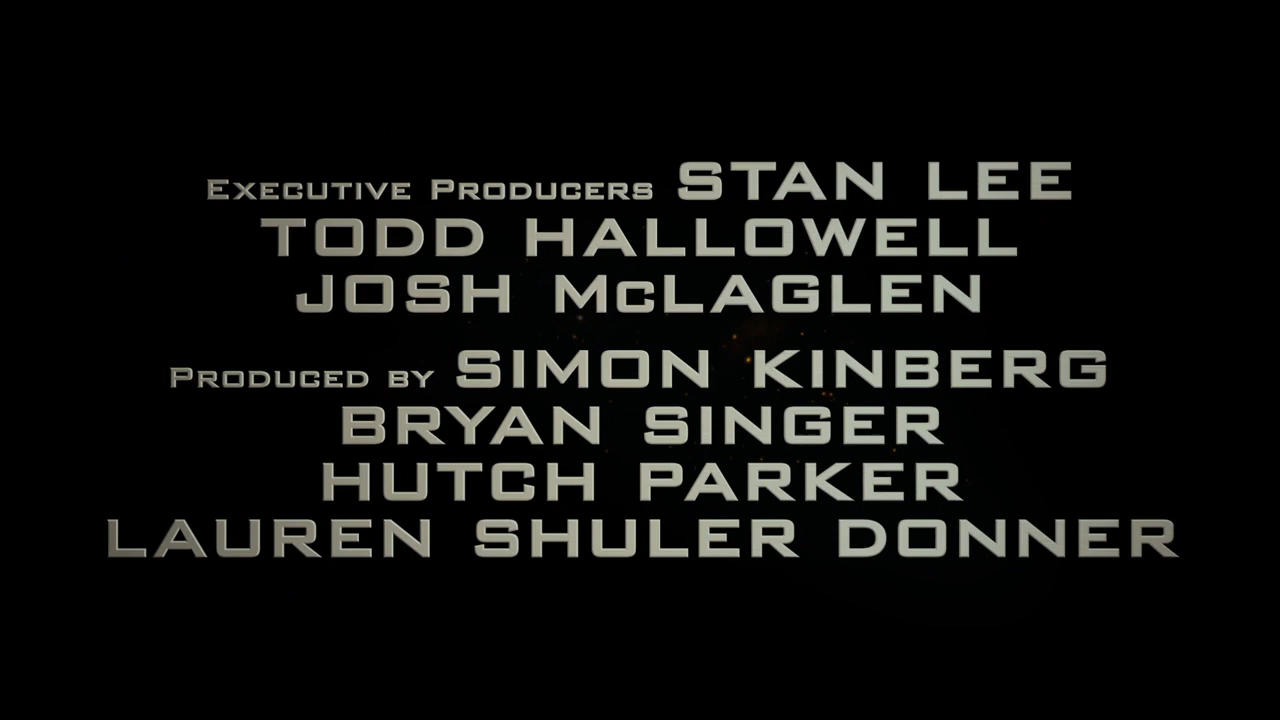 Executive Producers STAN LEE
TODD HALLOWELL
JOSH McLAGLEN
Produced by SIMON KINBERG
BRYAN SINGER
HUTCH PARKER
LAUREN SHULER DONNER